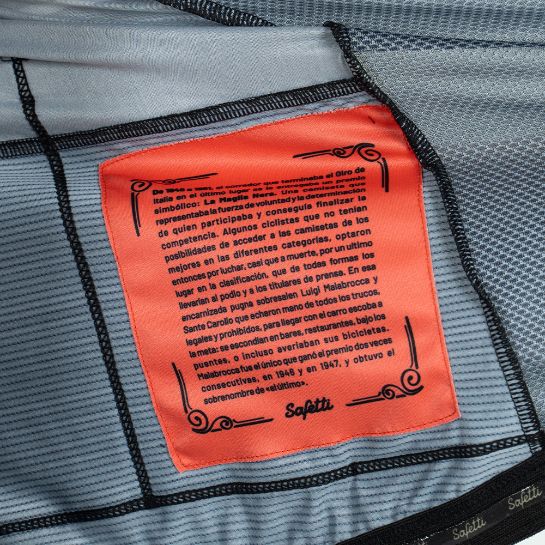 De 1946 a 1951, el corredor que terminaba el Giro de
Italia en el último lugar se le entregaba un premio
simbólico: La Maglia Nera. Una camiseta que
representaba la fuerza de voluntad y la determinación
de quien participaba y conseguía finalizar la
competencia. Algunos ciclistas que no tenían
posibilidades de acceder a las camisetas de los
mejores en las diferentes categorías, optaron
entonces por luchar, casi que a muerte, por un ultimo
lugar en la clasificación, que de todas formas los
llevarían al podio y a los titulares de prensa. En esa
encarnizada pugna sobresalen Luigi Malabrocca y
Sante Carollo que acharon mano de todos los trucos,
legales y prohibidos, para llegar con el carro escoba a
la meta: se escondían en bares, restaurantes, bajo los
puentes, o incluso averiaban sus bicicletas.
Malabrocca fue el único que ganó el premio dos veces
consecutivas, en 1946 y en 1947, y obtuvo el
sobrenombre de «el último».
Safetti
Safetti
Safetti